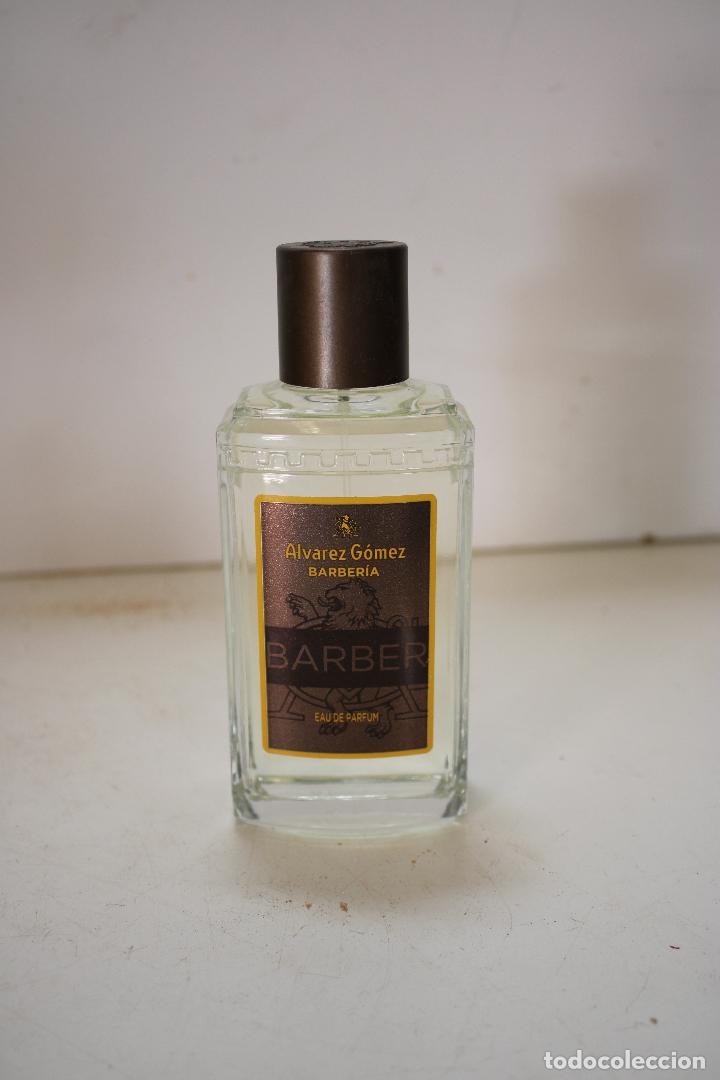 Alvarez Gómez
BARBERÍA
BARBER
EAU DE PARFUM
todocoleccion